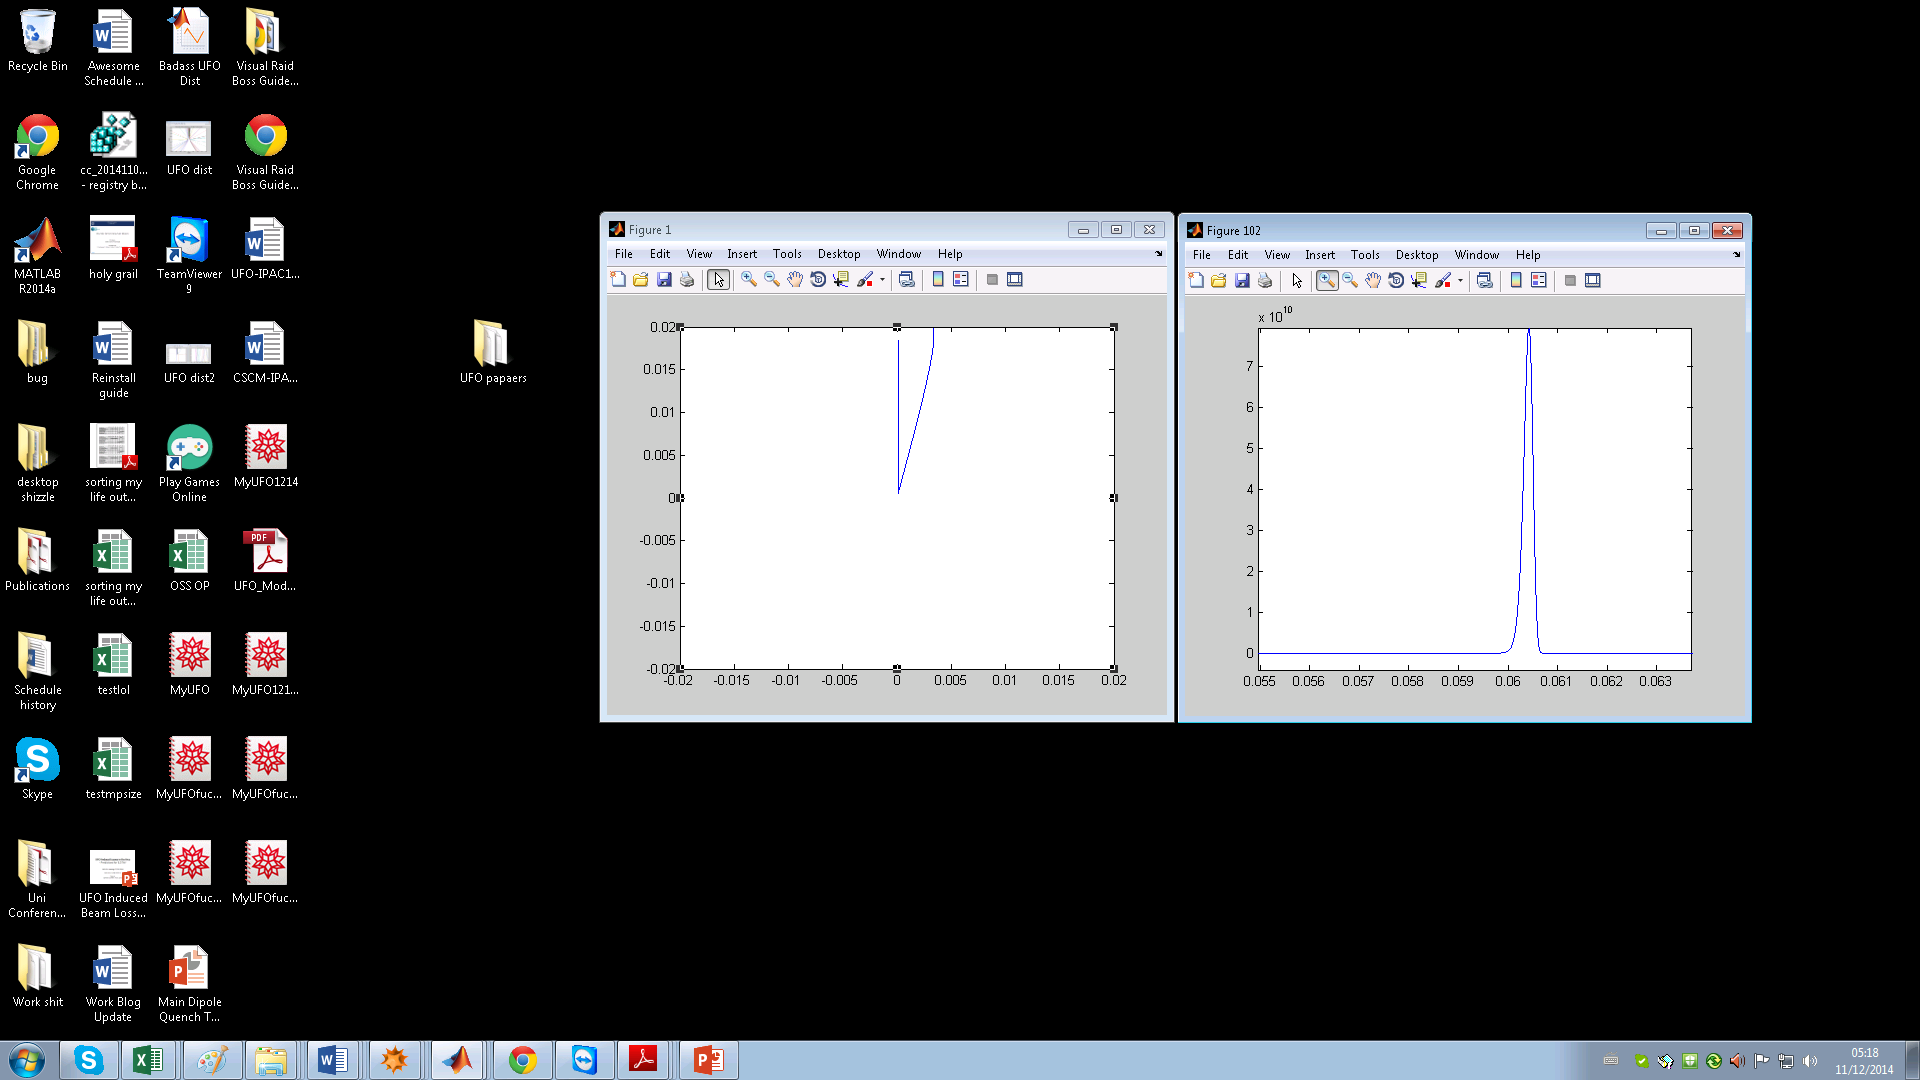 Recycle Bin
Awesome
Schedule ...
Badass UFO
Dist
Visual Raid
Boss Guide...
Google
Chrome
cc_2014110...
- registry b...
UFO dist
Visual Raid
Boss Guide...
MATLAB
R2014a
holy grail
TeamViewer
9
UFO-IPAC1...
bug
Reinstall
guide
UFO dist2
CSCM-IPA...
UFO papaers
desktop
shizzle
sorting my
life out...
Play Games
Online
MyUFO1214
Publications
sorting my
life out...
OSS OP
PDF
UFO_Mod...
Schedule
history
testlol
MyUFO
MyUFO121...
Skype
testmpsize
MyUFOfuc...
MyUFOfuc...
Uni
Conferen...
UFO Induced
Beam Loss...
MyUFOfuc...
MyUFOfuc...
Work shit
Work Blog
Update
Main Dipole
Quench T...
Figure 1
File Edit View Insert Tools Desktop Window Help
0.02
0.015
0.01
0.005
0
-0.005
-0.01
-0.015
-0.02
-0.02 -0.015 -0.01 -0.005 0 0.005 0.01 0.015 0.02
Figure 102
File Edit View Insert Tools Desktop Window Help
x 10^10
7
6
5
4
3
2
1
0
0.055 0.056 0.057 0.058 0.059 0.06 0.061 0.062 0.063
05:18
11/12/2014